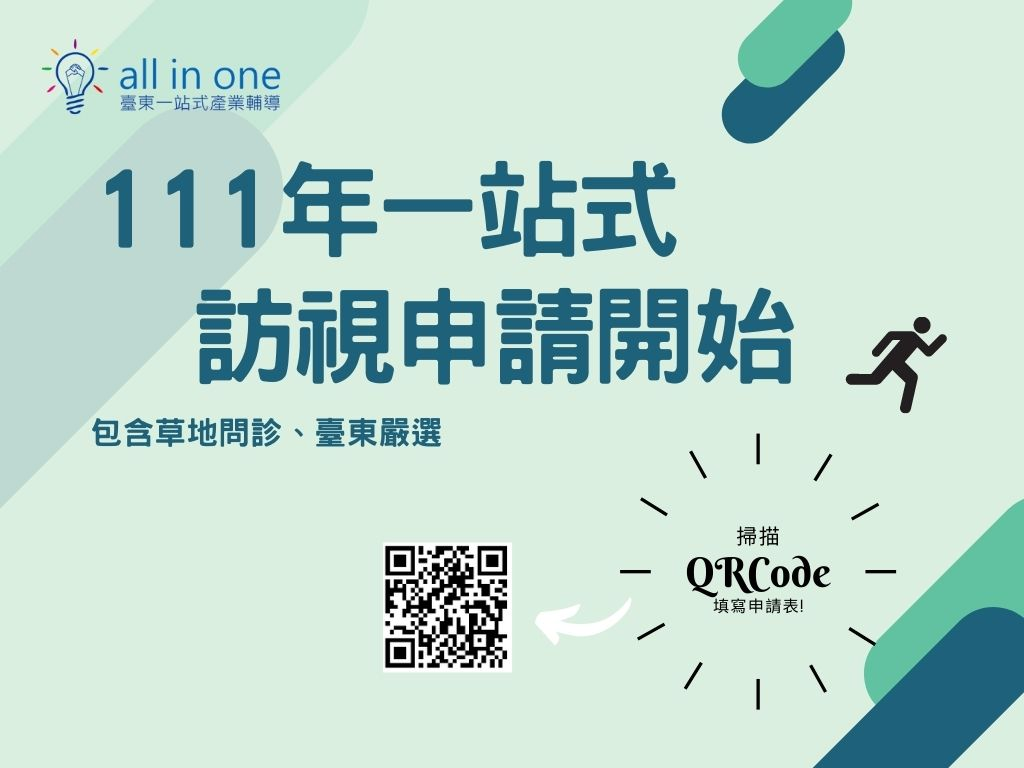 all in one
臺東一站式產業輔導
111年一站式
訪視申請開始
包含草地問診、臺東嚴選
掃描
QRCode
填寫申請表!